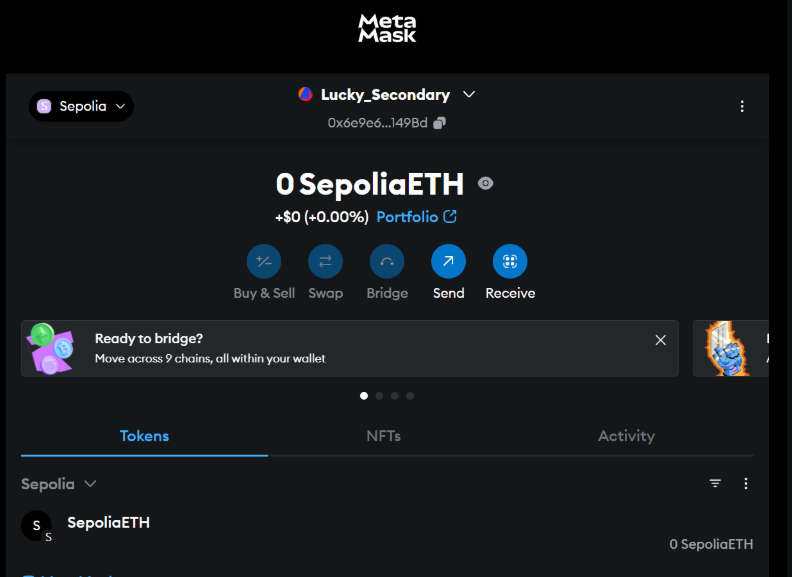 Meta
Mask
S Sepolia
Lucky_Secondary
0x6e9e6...149Bd
0 SepoliaETH
+$0 (+0.00%) Portfolio
Buy & Sell Swap Bridge Send Receive
Ready to bridge?
Move across 9 chains, all within your wallet
Tokens NFTs Activity
Sepolia
S
S
SepoliaETH
0 SepoliaETH